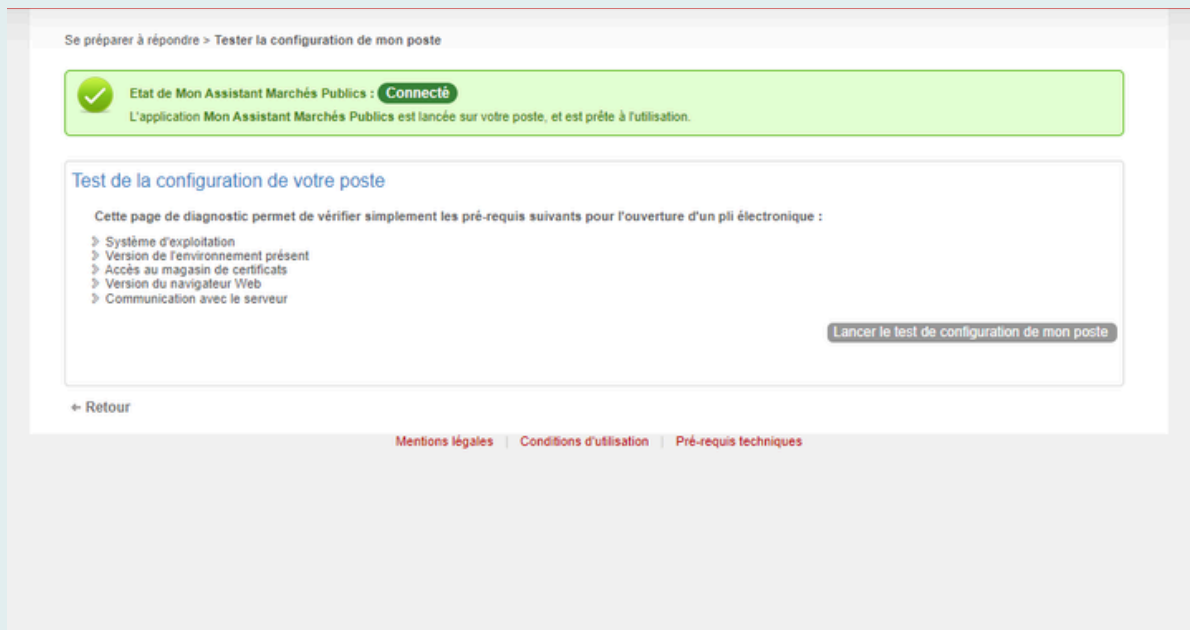 Se préparer à répondre > Tester la configuration de mon poste
Etat de Mon Assistant Marchés Publics : Connecté
L'application Mon Assistant Marchés Publics est lancée sur votre poste, et est prête à l'utilisation.
Test de la configuration de votre poste
Cette page de diagnostic permet de vérifier simplement les pré-requis suivants pour l'ouverture d'un pli électronique :
Système d'exploitation
Version de l'environnement présent
Accès au magasin de certificats
Version du navigateur Web
Communication avec le serveur
Lancer le test de configuration de mon poste
← Retour
Mentions légales | Conditions d'utilisation | Pré-requis techniques